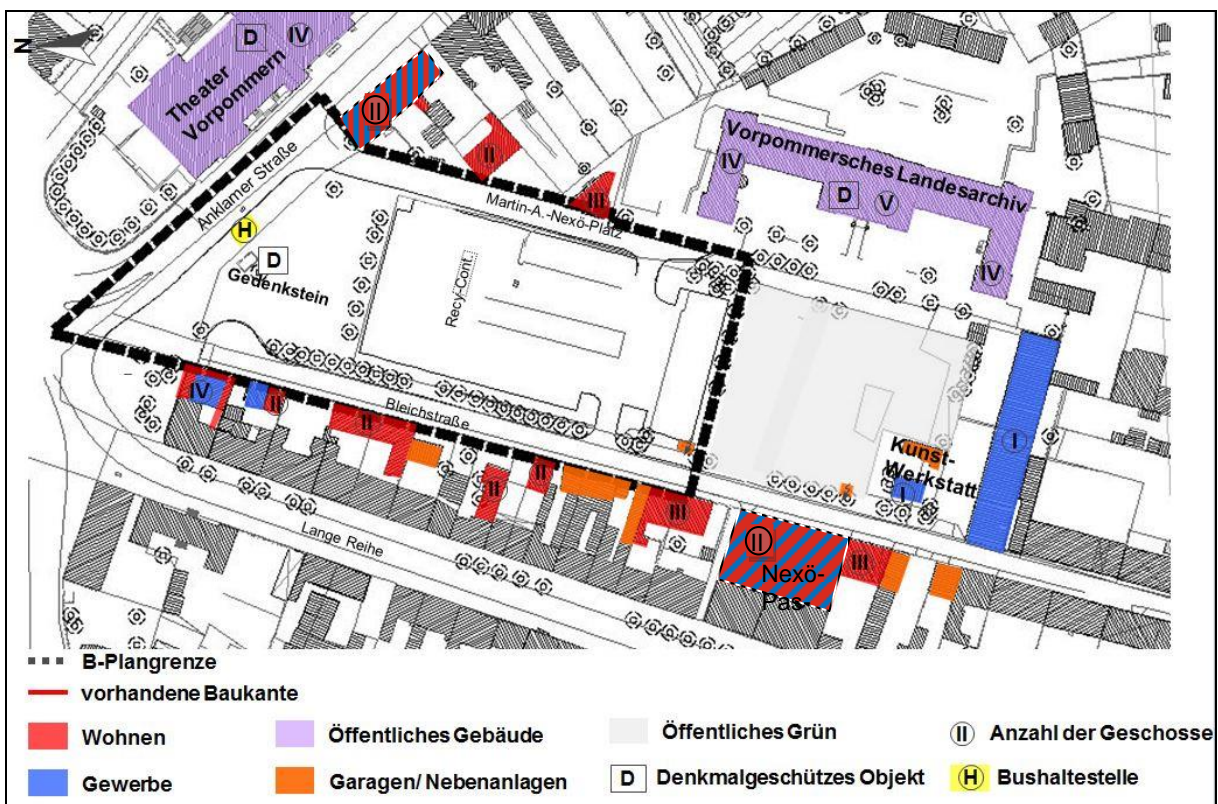 N
D
IV
Theater
Vorpommern
II
II
III
Anklamer Straße
Martin-A.-Nexö-Platz
IV
Vorpommersches Landesarchiv
D
V
IV
H
D
Gedenkstein
Recy-Cont.
IV
II
II
Bleichstraße
II
II
III
Lange Reihe
Kunst-
Werkstatt
I
I
II
Nexö-
Pas
III
B-Plangrenze
vorhandene Baukante
Wohnen
Öffentliches Gebäude
Öffentliches Grün
II Anzahl der Geschosse
Gewerbe
Garagen/ Nebenanlagen
D Denkmalgeschützes Objekt
H Bushaltestelle